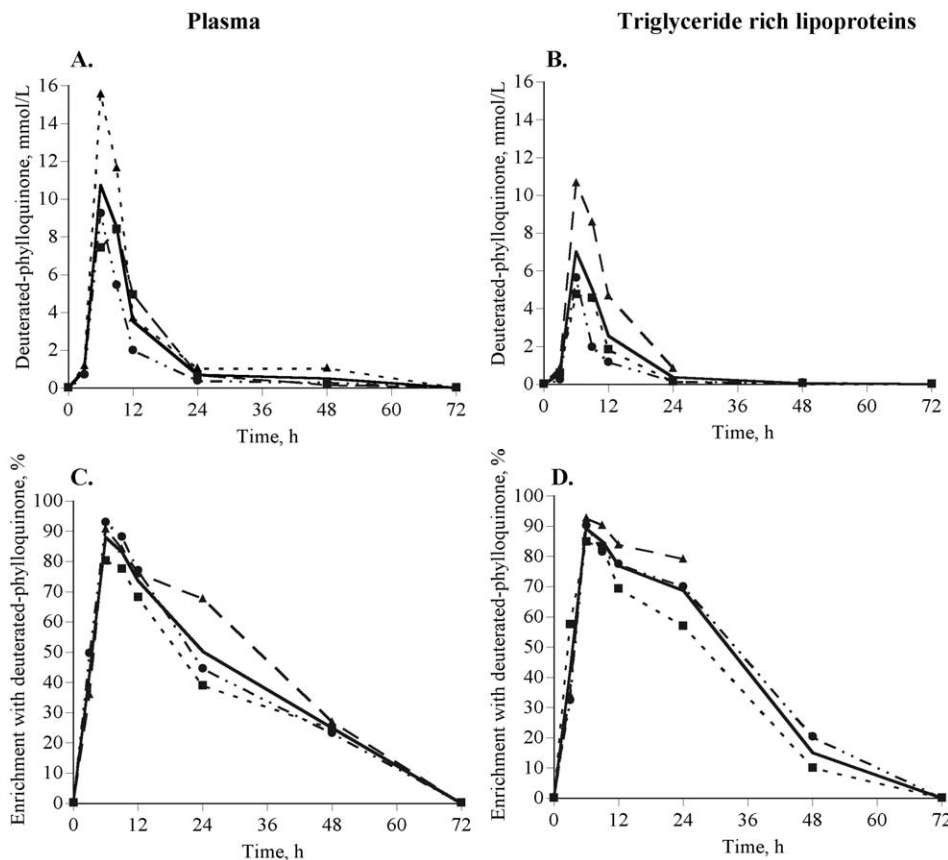 Plasma
Triglyceride rich lipoproteins
A.
Deuterated-phylloquinone, mmol/L
16
14
12
10
8
6
4
2
0
0 12 24 36 48 60 72
Time, h
B.
Deuterated-phylloquinone, mmol/L
16
14
12
10
8
6
4
2
0
0 12 24 36 48 60 72
Time, h
C.
Enrichment with deuterated-phylloquinone, %
100
90
80
70
60
50
40
30
20
10
0
0 12 24 36 48 60 72
Time, h
D.
Enrichment with deuterated-phylloquinone, %
100
90
80
70
60
50
40
30
20
10
0
0 12 24 36 48 60 72
Time, h